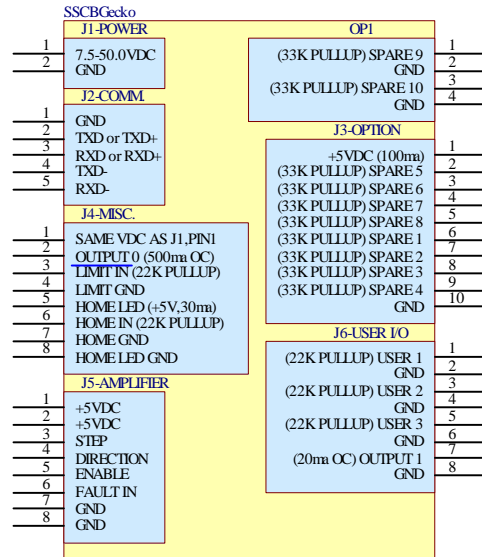 SSCBGecko
J1-POWER
1 7.5-50.0VDC
2 GND
J2-COMM.
1 GND
2 TXD or TXD+
3 RXD or RXD+
4 TXD-
5 RXD-
J4-MISC.
1 SAME VDC AS J1,PIN1
2 OUTPUT 0 (500ma OC)
3 LIMIT IN (22K PULLUP)
4 LIMIT GND
5 HOME LED (+5V,30ma)
6 HOME IN (22K PULLUP)
7 HOME GND
8 HOME LED GND
J5-AMPLIFIER
1 +5VDC
2 +5VDC
3 STEP
4 DIRECTION
5 ENABLE
6 FAULT IN
7 GND
8 GND
OP1
(33K PULLUP) SPARE 9 1
GND 2
(33K PULLUP) SPARE 10 3
GND 4
J3-OPTION
+5VDC (100ma) 1
(33K PULLUP) SPARE 5 2
(33K PULLUP) SPARE 6 3
(33K PULLUP) SPARE 7 4
(33K PULLUP) SPARE 8 5
(33K PULLUP) SPARE 1 6
(33K PULLUP) SPARE 2 7
(33K PULLUP) SPARE 3 8
(33K PULLUP) SPARE 4 9
GND 10
J6-USER I/O
(22K PULLUP) USER 1 1
GND 2
(22K PULLUP) USER 2 3
GND 4
(22K PULLUP) USER 3 5
GND 6
(20ma OC) OUTPUT 1 7
GND 8